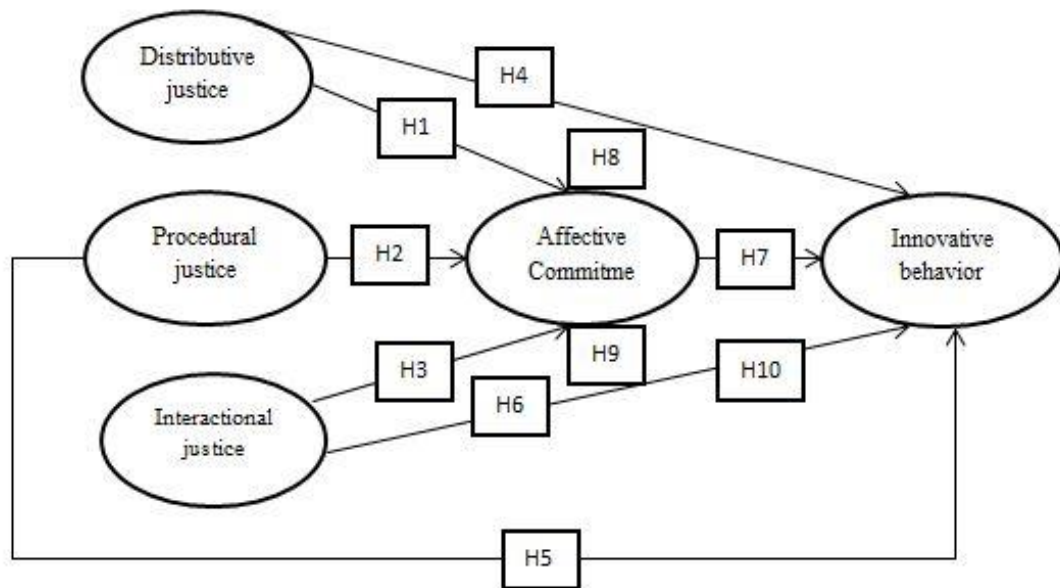 Distributive
justice
H4
H1
H8
Procedural
justice
H2
Affective
Commitme
H7
Innovative
behavior
H3
H9
H10
H6
Interactional
justice
H5